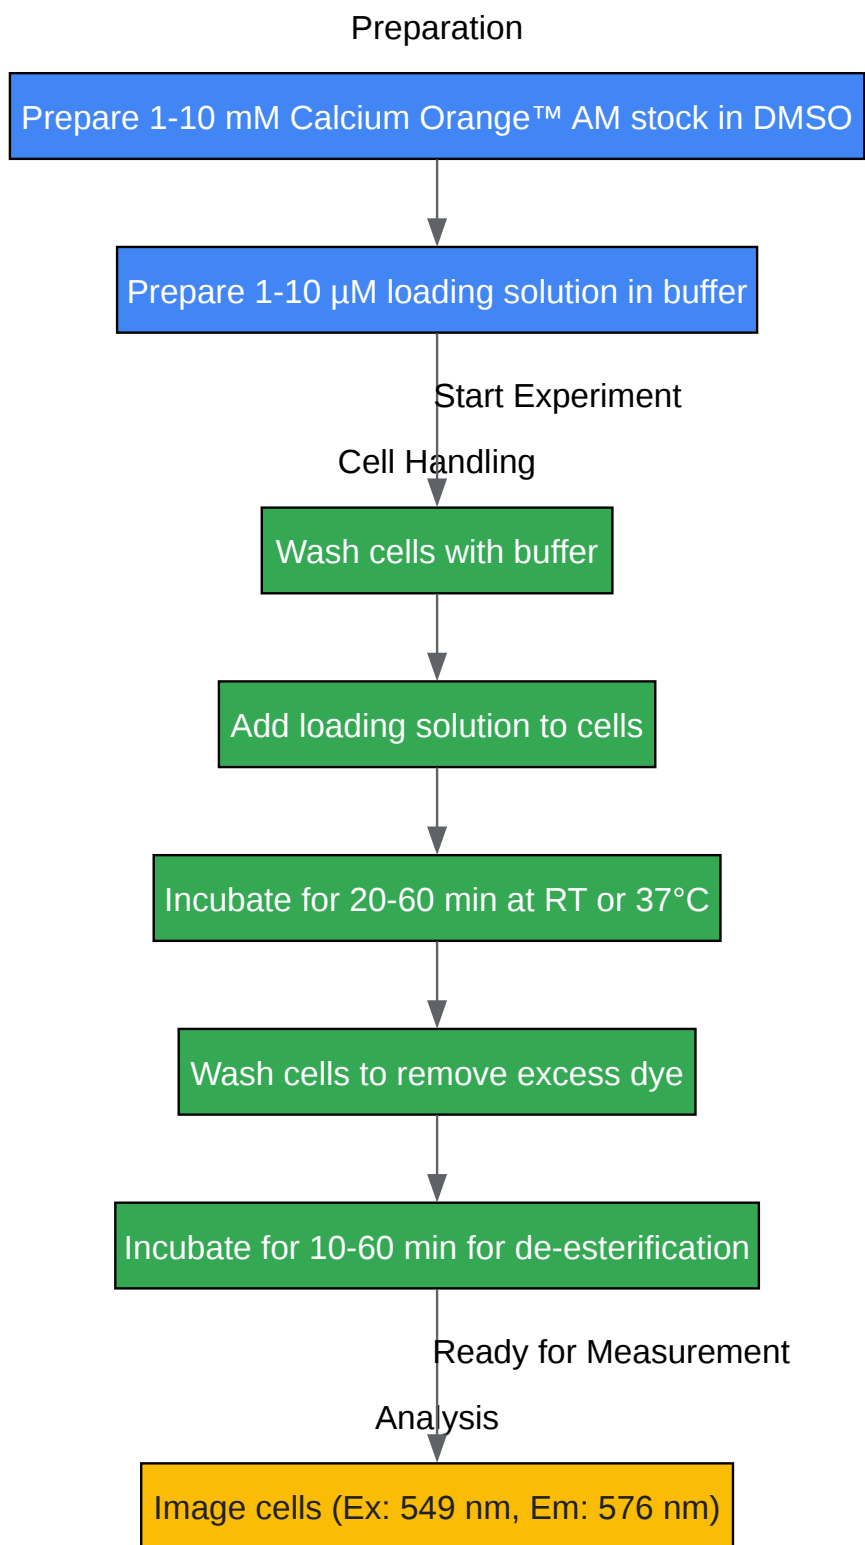 Preparation
Prepare 1-10 mM Calcium Orange™ AM stock in DMSO
Prepare 1-10 µM loading solution in buffer
Start Experiment
Cell Handling
Wash cells with buffer
Add loading solution to cells
Incubate for 20-60 min at RT or 37°C
Wash cells to remove excess dye
Incubate for 10-60 min for de-esterification
Ready for Measurement
Analysis
Image cells (Ex: 549 nm, Em: 576 nm)